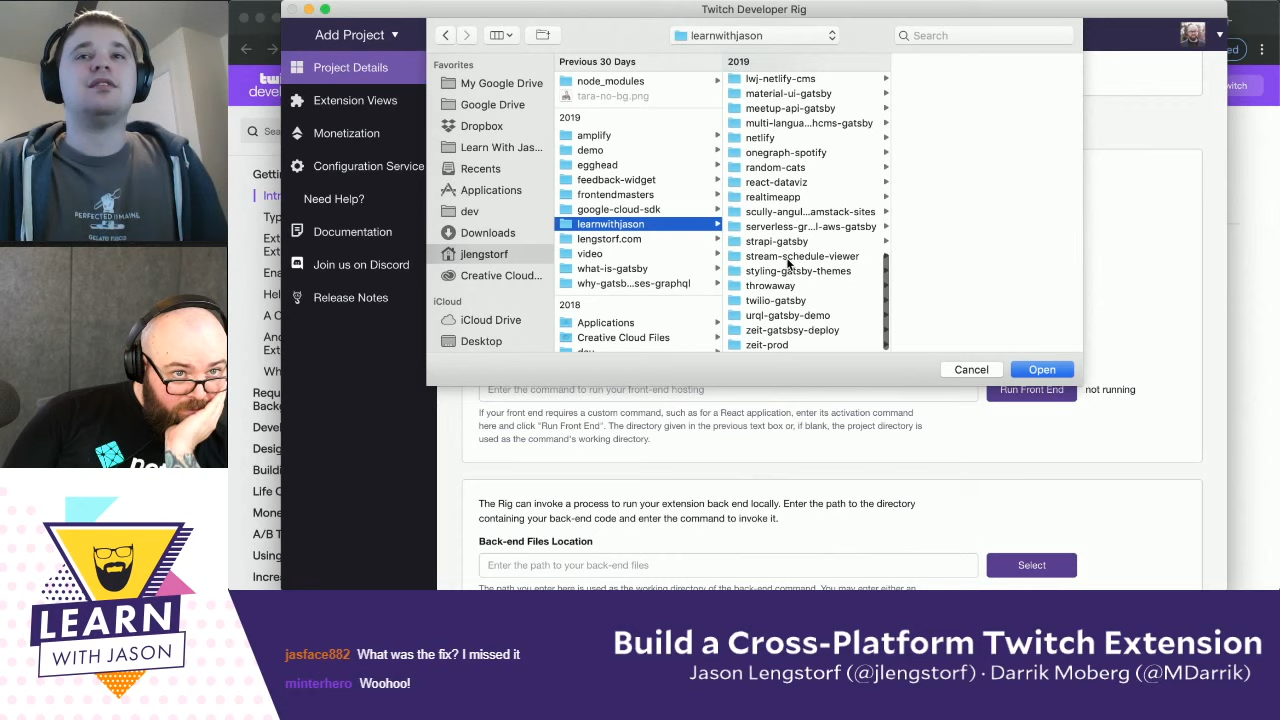 Twitch Developer Rig
Add Project
Project Details
Extension Views
Monetization
Configuration Service
Need Help?
Documentation
Join us on Discord
Release Notes
learnwithjason
Search
Favorites
My Google Drive
Google Drive
Dropbox
Learn With Jas...
Recents
Applications
dev
Downloads
jlengstorf
Creative Cloud...
iCloud
iCloud Drive
Desktop
Previous 30 Days
node_modules
tara-no-bg.png
2019
amplify
demo
egghead
feedback-widget
frontendmasters
google-cloud-sdk
learnwithjason
lengstorf.com
video
what-is-gatsby
why-gatsb...ses-graphql
2018
Applications
Creative Cloud Files
2019
lwj-netlify-cms
material-ui-gatsby
meetup-api-gatsby
multi-langua...hcms-gatsby
netlify
onegraph-spotify
random-cats
react-dataviz
realtimeapp
scully-angul...amstack-sites
serverless-gr...l-aws-gatsby
strapi-gatsby
stream-schedule-viewer
styling-gatsby-themes
throwaway
twilio-gatsby
urql-gatsby-demo
zeit-gatsbsy-deploy
zeit-prod
Cancel
Open
Enter the command to run your front-end hosting
Run Front End
not running
If your front end requires a custom command, such as for a React application, enter its activation command
here and click "Run Front End". The directory given in the previous text box or, if blank, the project directory is
used as the command's working directory.
The Rig can invoke a process to run your extension back end locally. Enter the path to the directory
containing your back-end code and enter the command to invoke it.
Back-end Files Location
Enter the path to your back-end files
Select
PERFECTED IN MAINE.
GELATO FIASCO
LEARN
WITH JASON
jasface882 What was the fix? I missed it
minterhero Woohoo!
Build a Cross-Platform Twitch Extension
Jason Lengstorf (@jlengstorf) · Darrik Moberg (@MDarrik)